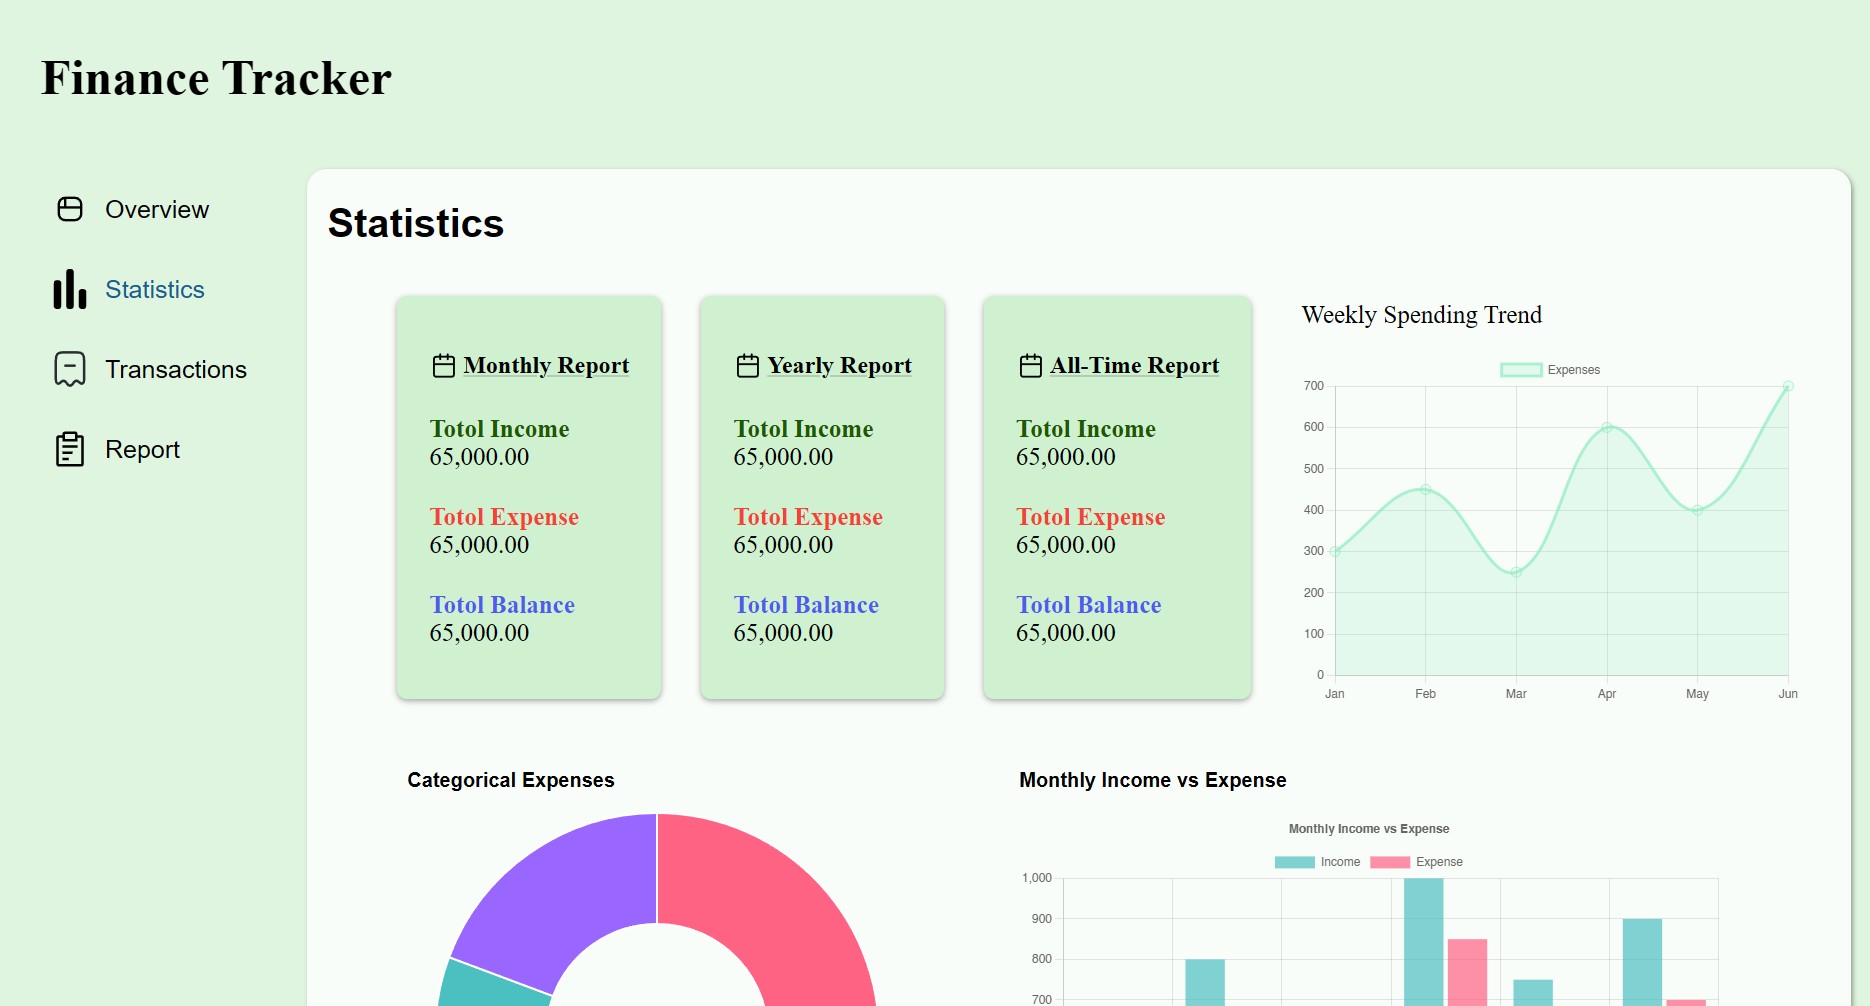 Finance Tracker
Overview
Statistics
Transactions
Report
Statistics
Monthly Report
Totol Income
65,000.00
Totol Expense
65,000.00
Totol Balance
65,000.00
Yearly Report
Totol Income
65,000.00
Totol Expense
65,000.00
Totol Balance
65,000.00
All-Time Report
Totol Income
65,000.00
Totol Expense
65,000.00
Totol Balance
65,000.00
Weekly Spending Trend
Expenses
700
600
500
400
300
200
100
0
Jan Feb Mar Apr May Jun
Categorical Expenses
Monthly Income vs Expense
Monthly Income vs Expense
Income Expense
1,000
900
800
700